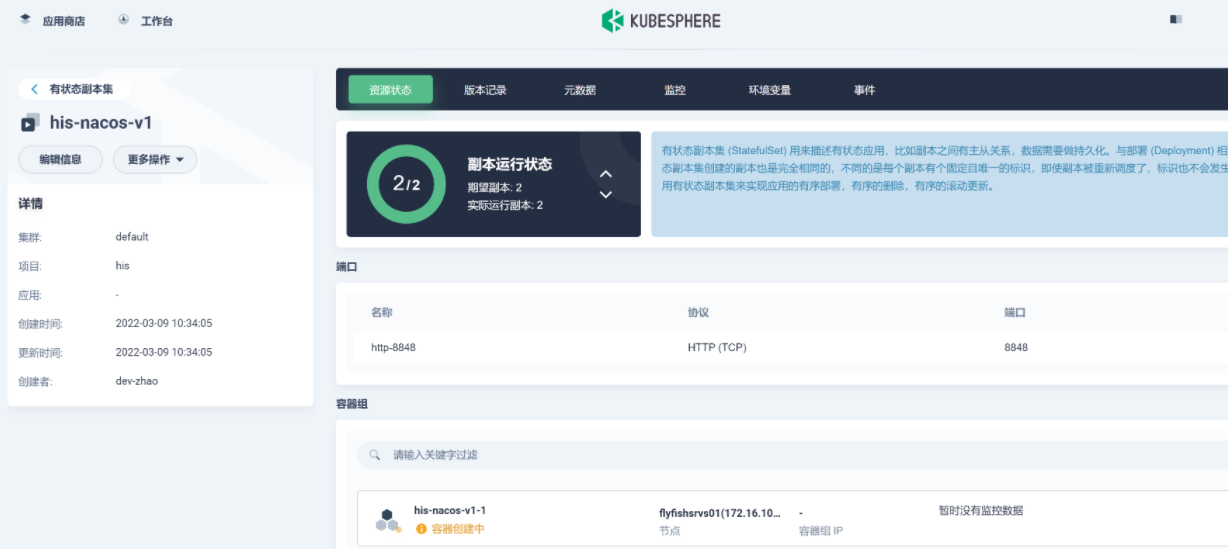 应用商店 工作台 KUBESPHERE
有状态副本集
his-nacos-v1
编辑信息 更多操作
详情
集群: default
项目: his
应用: -
创建时间: 2022-03-09 10:34:05
更新时间: 2022-03-09 10:34:05
创建者: dev-zhao
资源状态 版本记录 元数据 监控 环境变量 事件
2/2
副本运行状态
期望副本: 2
实际运行副本: 2
有状态副本集 (StatefulSet) 用来描述有状态应用，比如副本之间有主从关系，数据需要做持久化。与部署 (Deployment) 相
态副本集创建的副本也是完全相同的，不同的是每个副本有个固定且唯一的标识，即使副本被重新调度了，标识也不会发生
用有状态副本集来实现应用的有序部署，有序的删除，有序的滚动更新。
端口
名称 协议 端口
http-8848 HTTP (TCP) 8848
容器组
请输入关键字过滤
his-nacos-v1-1 flyfishsrvs01(172.16.10... - 暂时没有监控数据
容器创建中 节点 容器组 IP